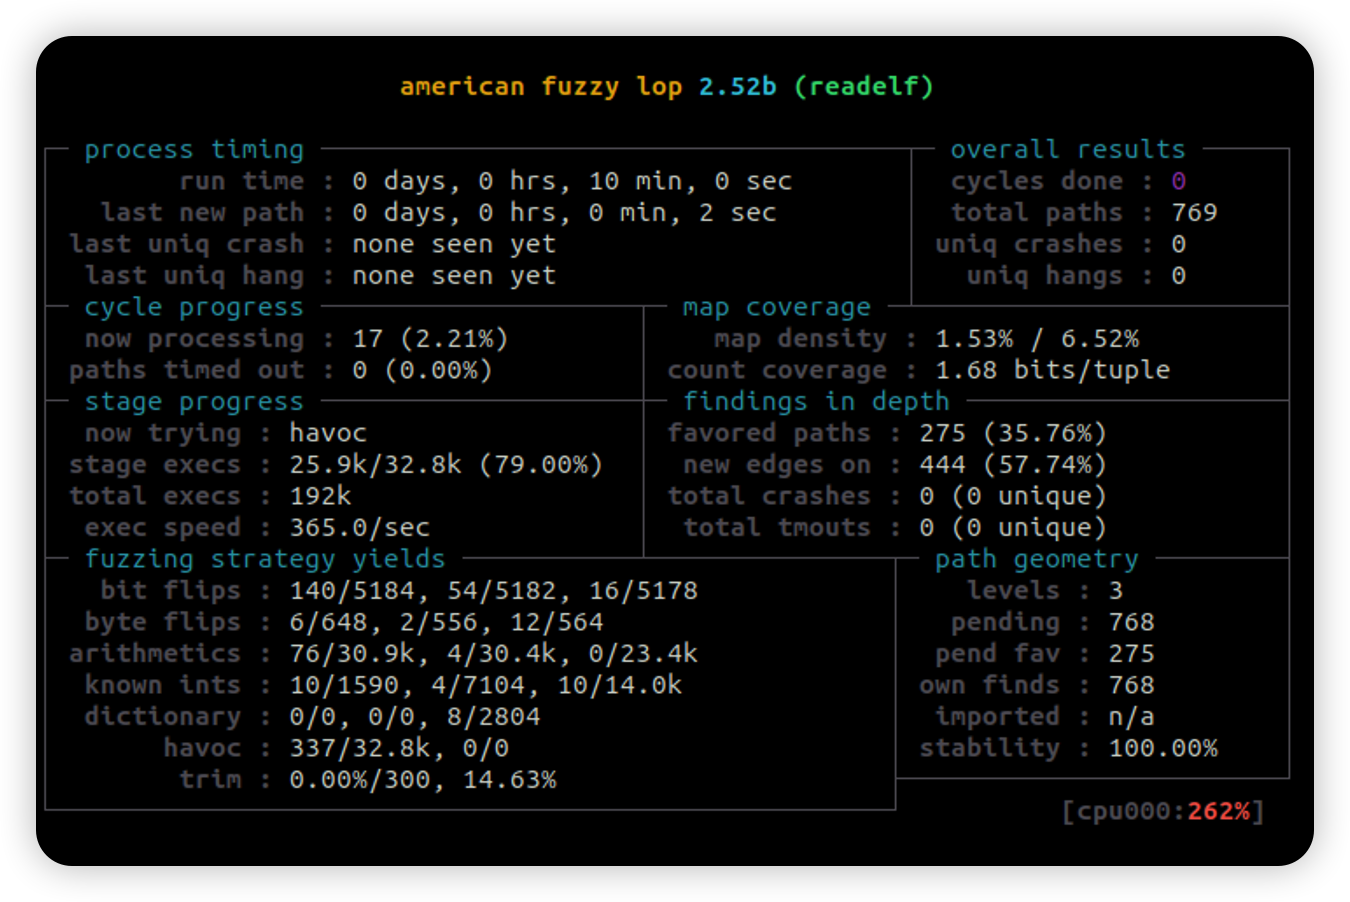 american fuzzy lop 2.52b (readelf)
process timing
run time : 0 days, 0 hrs, 10 min, 0 sec
last new path : 0 days, 0 hrs, 0 min, 2 sec
last uniq crash : none seen yet
last uniq hang : none seen yet
overall results
cycles done : 0
total paths : 769
uniq crashes : 0
uniq hangs : 0
cycle progress
now processing : 17 (2.21%)
paths timed out : 0 (0.00%)
map coverage
map density : 1.53% / 6.52%
count coverage : 1.68 bits/tuple
stage progress
now trying : havoc
stage execs : 25.9k/32.8k (79.00%)
total execs : 192k
exec speed : 365.0/sec
findings in depth
favored paths : 275 (35.76%)
new edges on : 444 (57.74%)
total crashes : 0 (0 unique)
total tmouts : 0 (0 unique)
fuzzing strategy yields
bit flips : 140/5184, 54/5182, 16/5178
byte flips : 6/648, 2/556, 12/564
arithmetics : 76/30.9k, 4/30.4k, 0/23.4k
known ints : 10/1590, 4/7104, 10/14.0k
dictionary : 0/0, 0/0, 8/2804
havoc : 337/32.8k, 0/0
trim : 0.00%/300, 14.63%
path geometry
levels : 3
pending : 768
pend fav : 275
own finds : 768
imported : n/a
stability : 100.00%
[cpu000:262%]